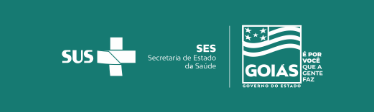 SUS
SES
Secretaria de Estado
da Saúde
GOIÁS
GOVERNO DO ESTADO
É POR
VOCÊ
QUE A
GENTE
FAZ